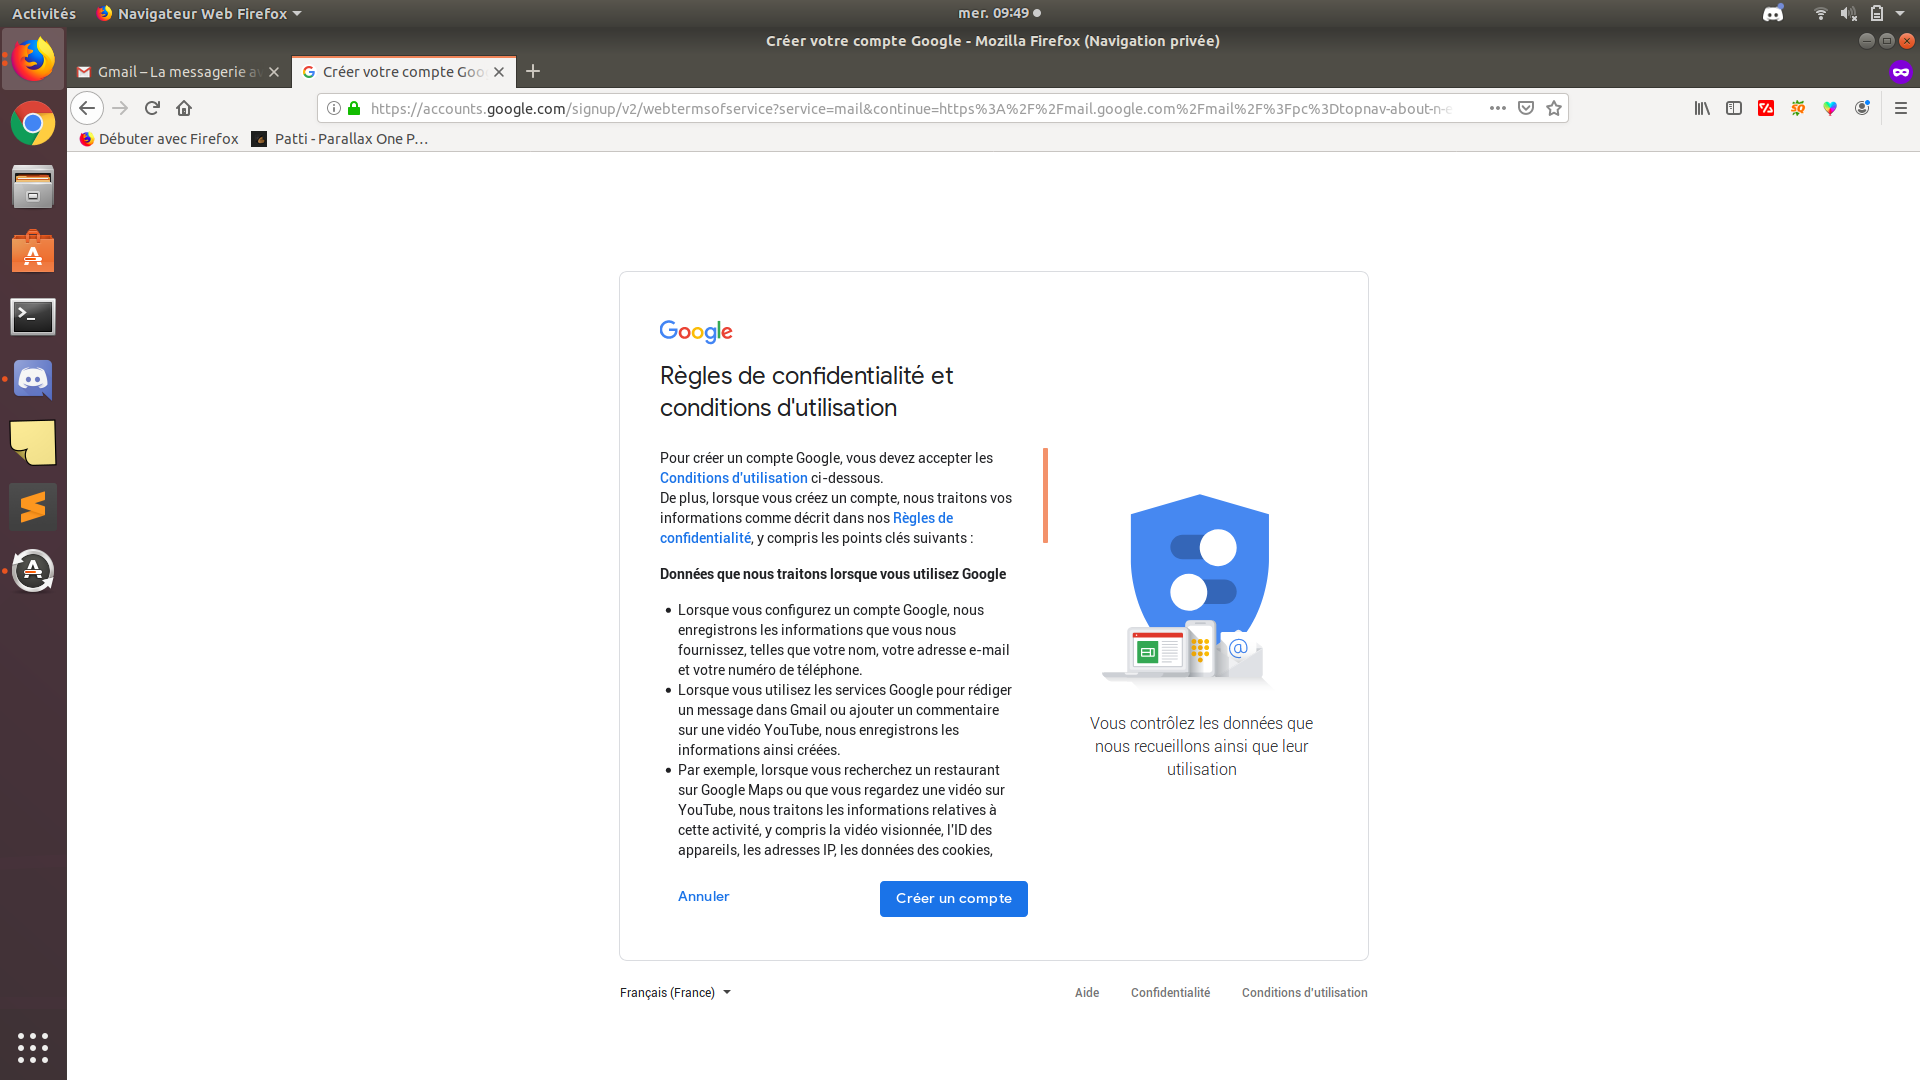 Activités
Navigateur Web Firefox
mer. 09:49
Créer votre compte Google - Mozilla Firefox (Navigation privée)
Gmail – La messagerie av
Créer votre compte Goo
https://accounts.google.com/signup/v2/webtermsofservice?service=mail&continue=https%3A%2F%2Fmail.google.com%2Fmail%2F%3Fpc%3Dtopnav-about-n-e
Débuter avec Firefox
Patti - Parallax One P...
Google
Règles de confidentialité et
conditions d'utilisation
Pour créer un compte Google, vous devez accepter les
Conditions d'utilisation ci-dessous.
De plus, lorsque vous créez un compte, nous traitons vos
informations comme décrit dans nos Règles de
confidentialité, y compris les points clés suivants :
Données que nous traitons lorsque vous utilisez Google
• Lorsque vous configurez un compte Google, nous
enregistrons les informations que vous nous
fournissez, telles que votre nom, votre adresse e-mail
et votre numéro de téléphone.
• Lorsque vous utilisez les services Google pour rédiger
un message dans Gmail ou ajouter un commentaire
sur une vidéo YouTube, nous enregistrons les
informations ainsi créées.
• Par exemple, lorsque vous recherchez un restaurant
sur Google Maps ou que vous regardez une vidéo sur
YouTube, nous traitons les informations relatives à
cette activité, y compris la vidéo visionnée, l'ID des
appareils, les adresses IP, les données des cookies,
Vous contrôlez les données que
nous recueillons ainsi que leur
utilisation
Annuler
Créer un compte
Français (France)
Aide
Confidentialité
Conditions d'utilisation